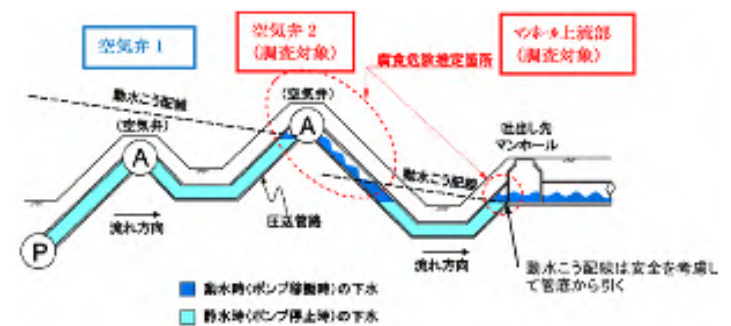 空気弁1
空気弁2
(調査対象)
腐食危険推定箇所
マンホール上流部
(調査対象)
動水こう配線
(空気弁)
(空気弁)
A
A
吐出し先
マンホール
動水こう配線
圧送管路
流れ方向
P
流れ方向
動水こう配線は安全を考慮し
て管底から引く
動水時(ポンプ稼働時)の下水
静水時(ポンプ停止時)の下水